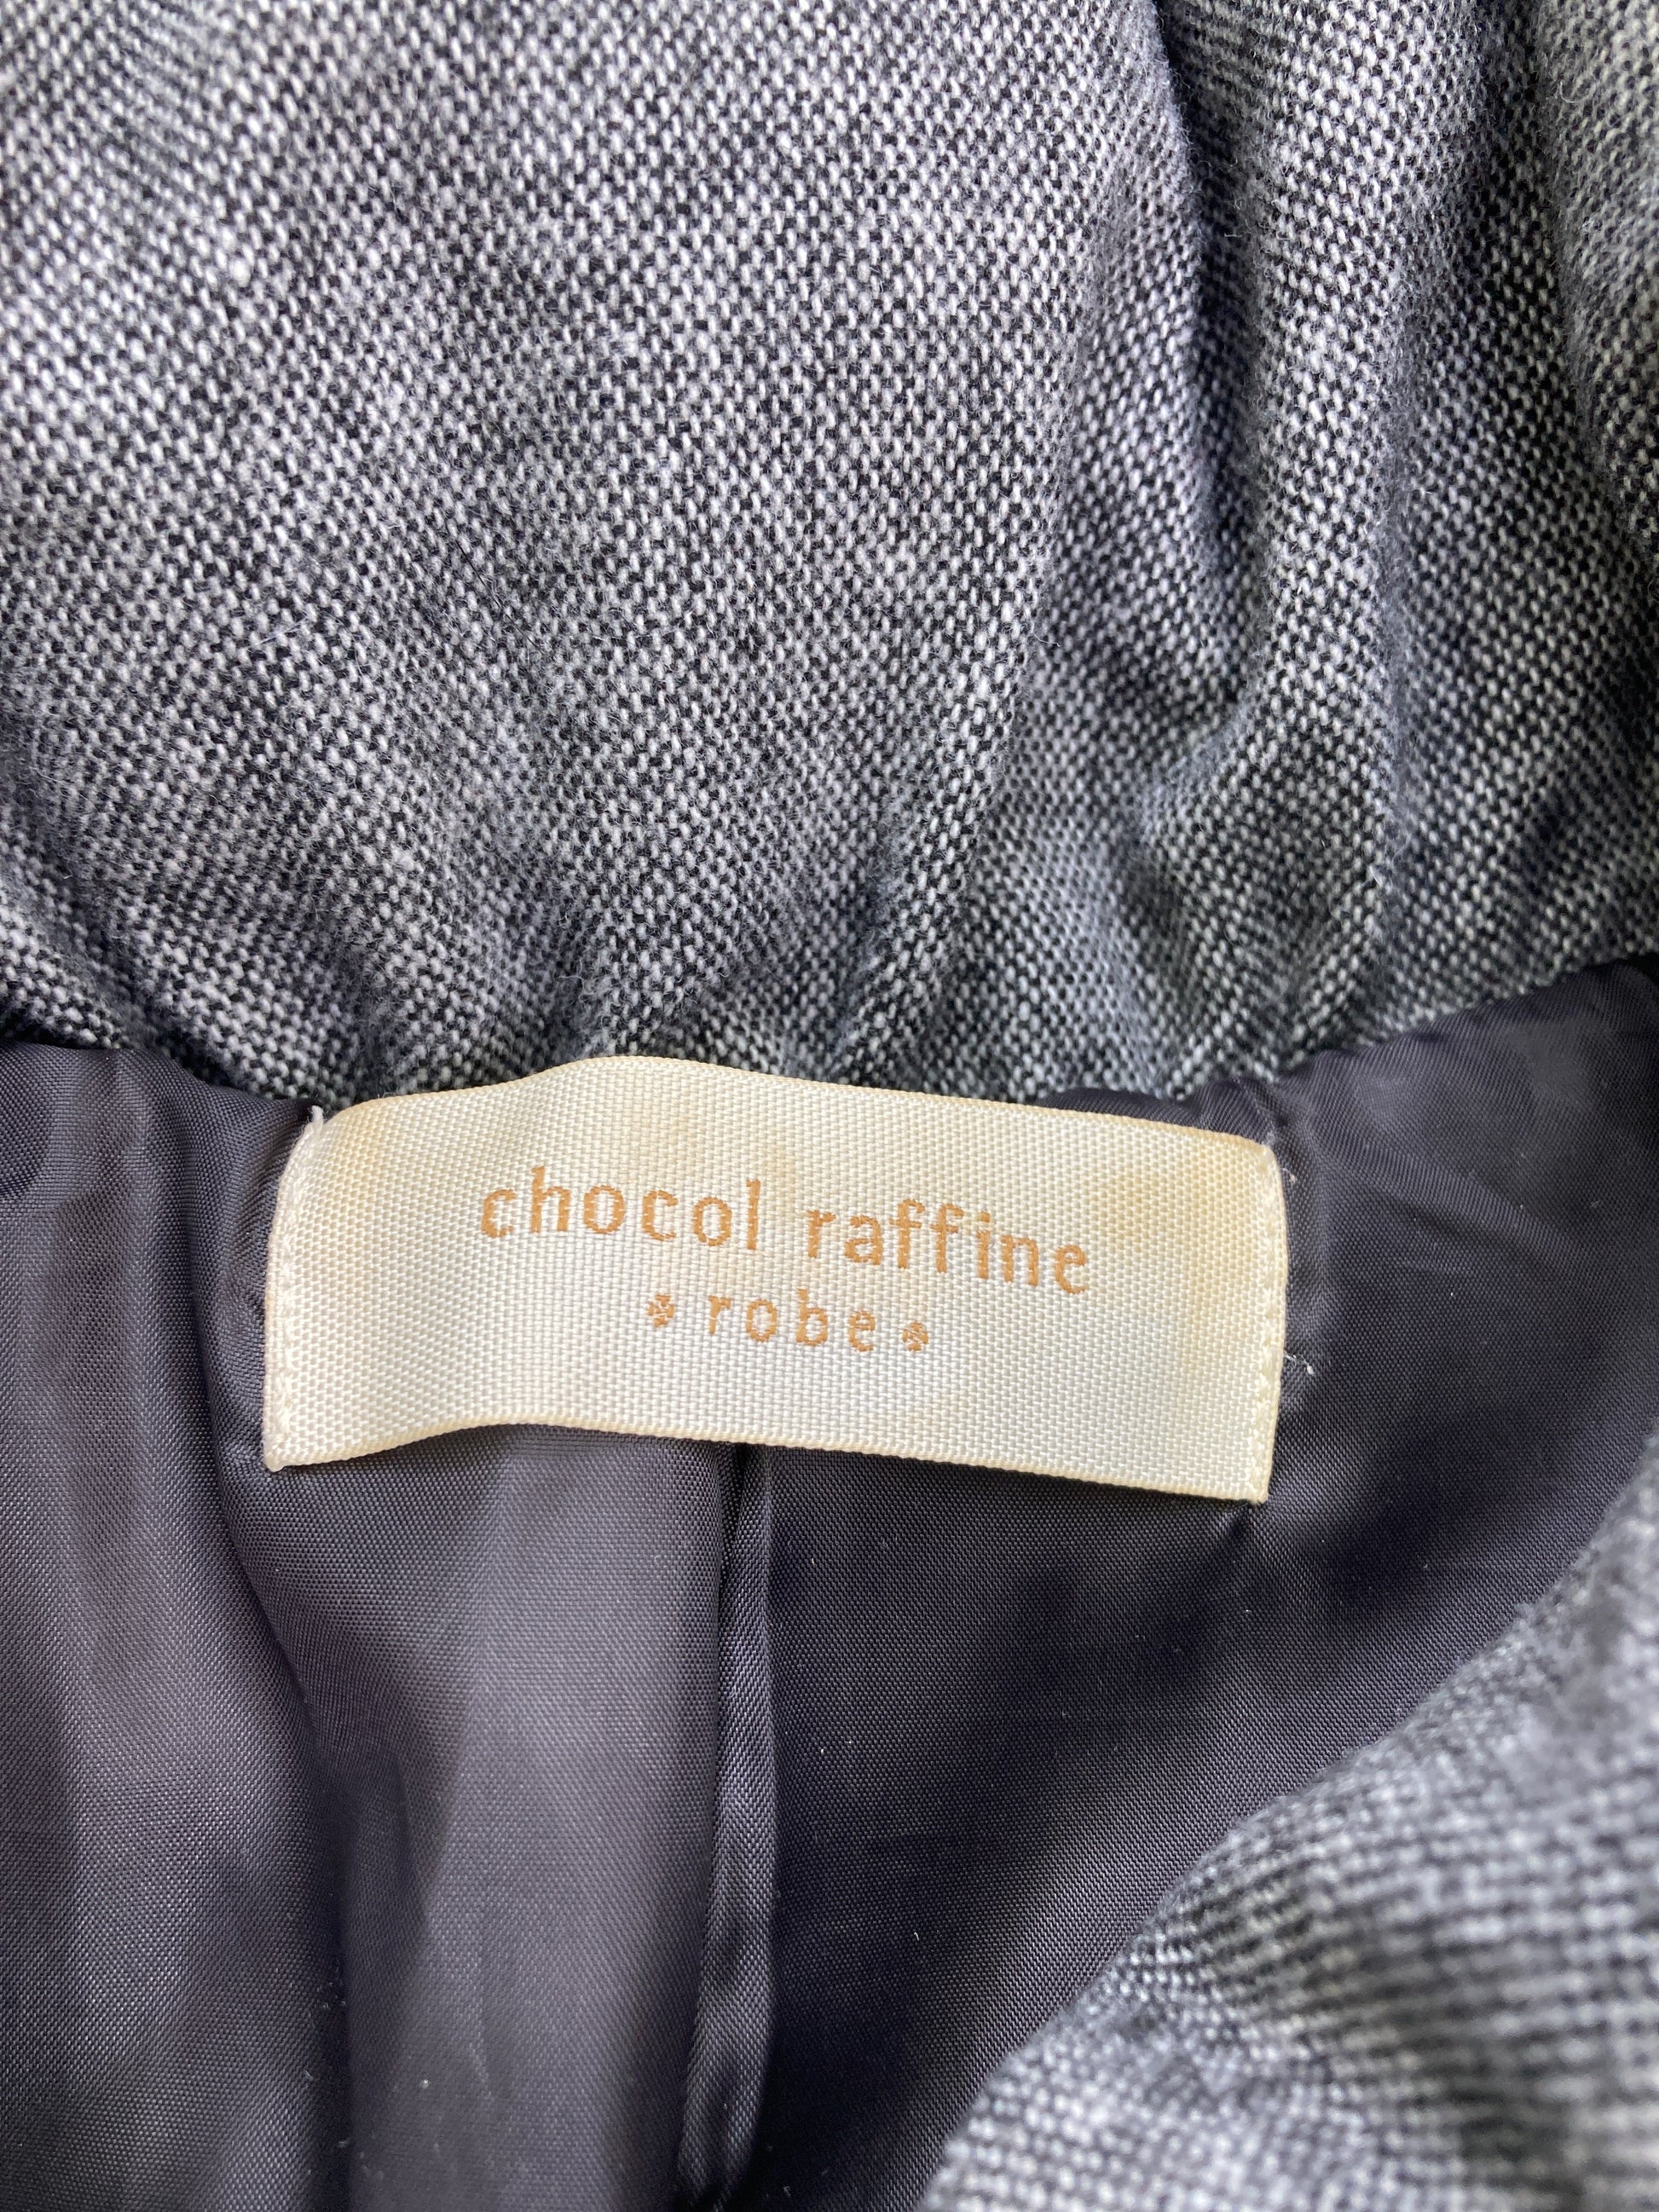 chocol raffine
robe